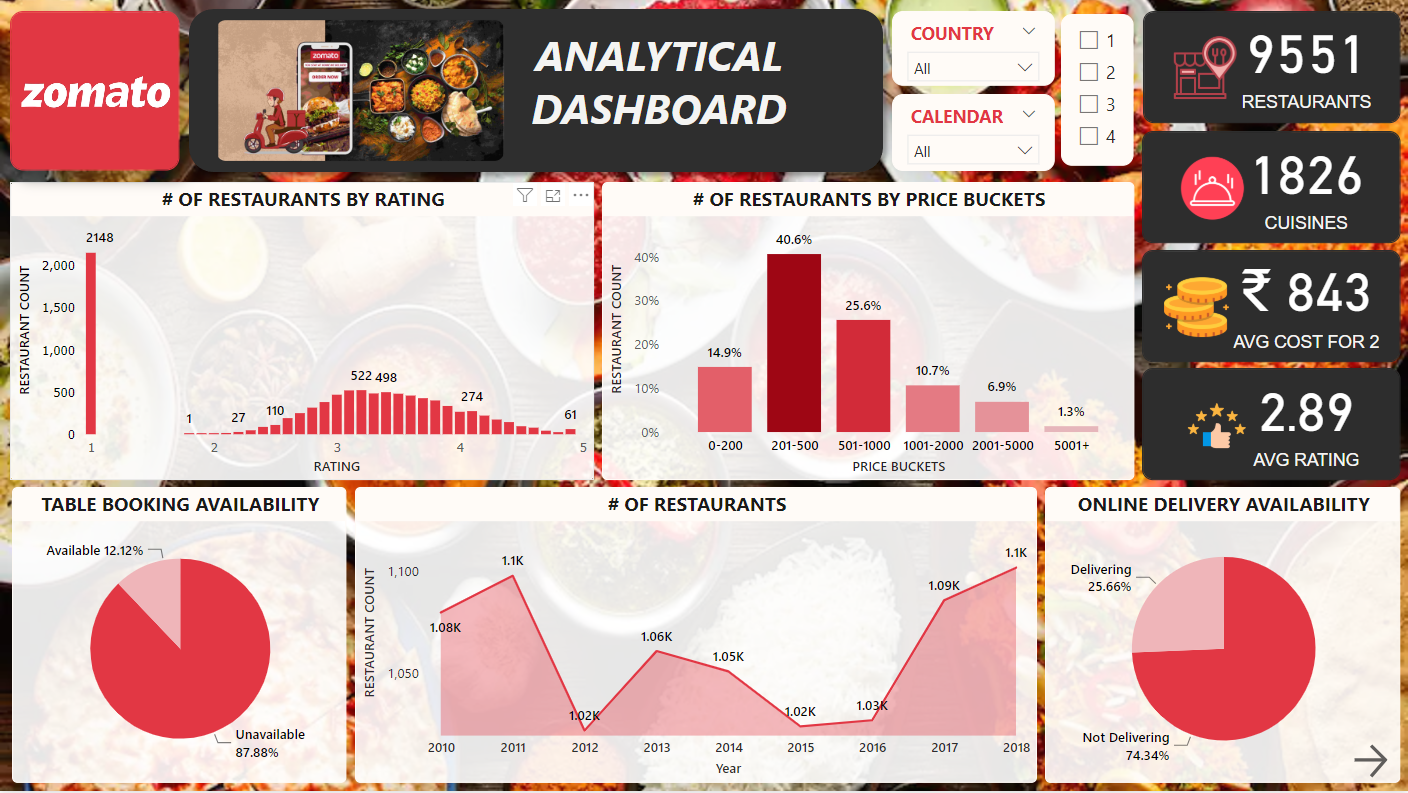 zomato
zomato
ORDER NOW
ANALYTICAL
DASHBOARD
COUNTRY
All
CALENDAR
All
1
2
3
4
9551
RESTAURANTS
1826
CUISINES
₹ 843
AVG COST FOR 2
2.89
AVG RATING
# OF RESTAURANTS BY RATING
RESTAURANT COUNT
2,000
1,500
1,000
500
0
2148
1
27
110
522
498
274
61
1
2
3
4
5
RATING
# OF RESTAURANTS BY PRICE BUCKETS
RESTAURANT COUNT
40%
30%
20%
10%
0%
14.9%
40.6%
25.6%
10.7%
6.9%
1.3%
0-200
201-500
501-1000
1001-2000
2001-5000
5001+
PRICE BUCKETS
TABLE BOOKING AVAILABILITY
Available 12.12%
Unavailable
87.88%
# OF RESTAURANTS
RESTAURANT COUNT
1,100
1,050
1.08K
1.1K
1.02K
1.06K
1.05K
1.02K
1.03K
1.09K
1.1K
2010
2011
2012
2013
2014
2015
2016
2017
2018
Year
ONLINE DELIVERY AVAILABILITY
Delivering
25.66%
Not Delivering
74.34%